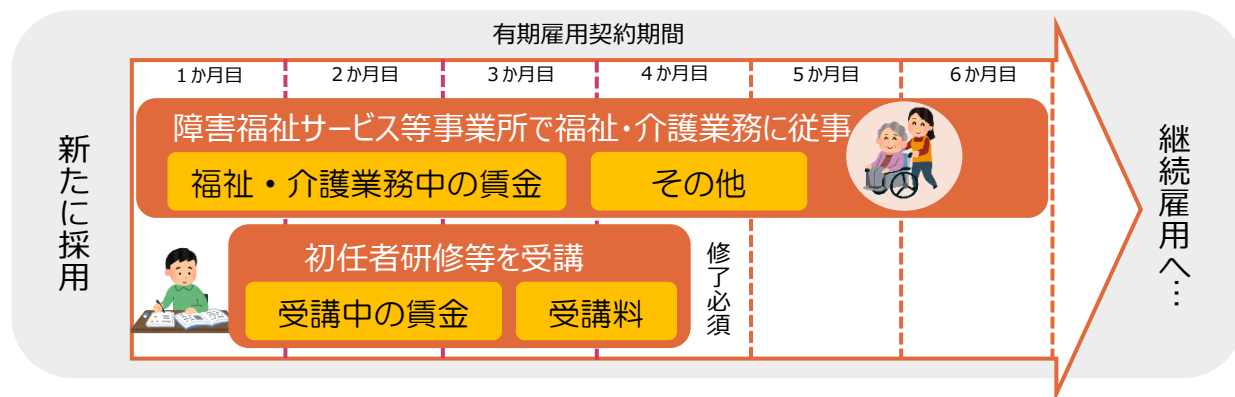 有期雇用契約期間
1か月目
2か月目
3か月目
4か月目
5か月目
6か月目
新たに採用
障害福祉サービス等事業所で福祉・介護業務に従事
福祉・介護業務中の賃金
その他
初任者研修等を受講
受講中の賃金
受講料
修了必須
継続雇用へ…